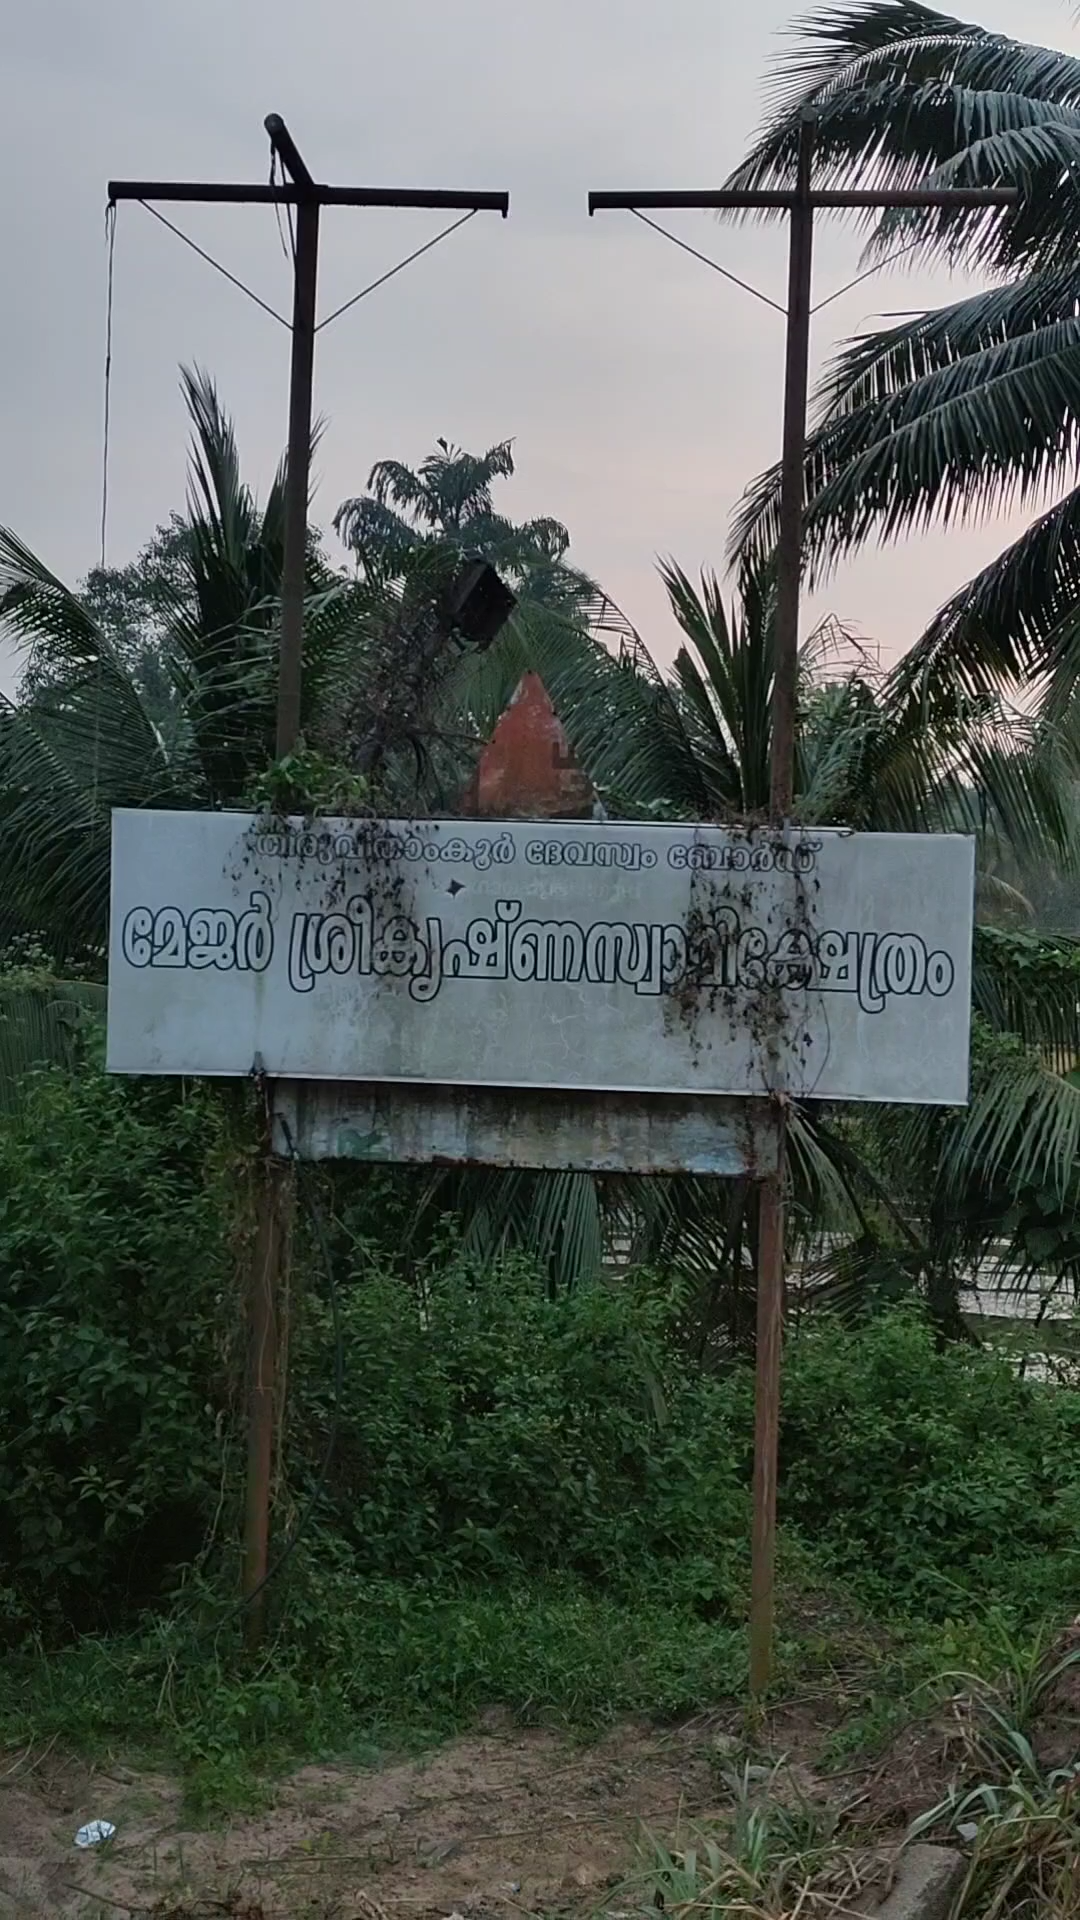 തിരുവിതാംകൂർ ദേവസ്വം ബോർഡ്
മേജർ ശ്രീകൃഷ്ണസ്വാമിക്ഷേത്രം